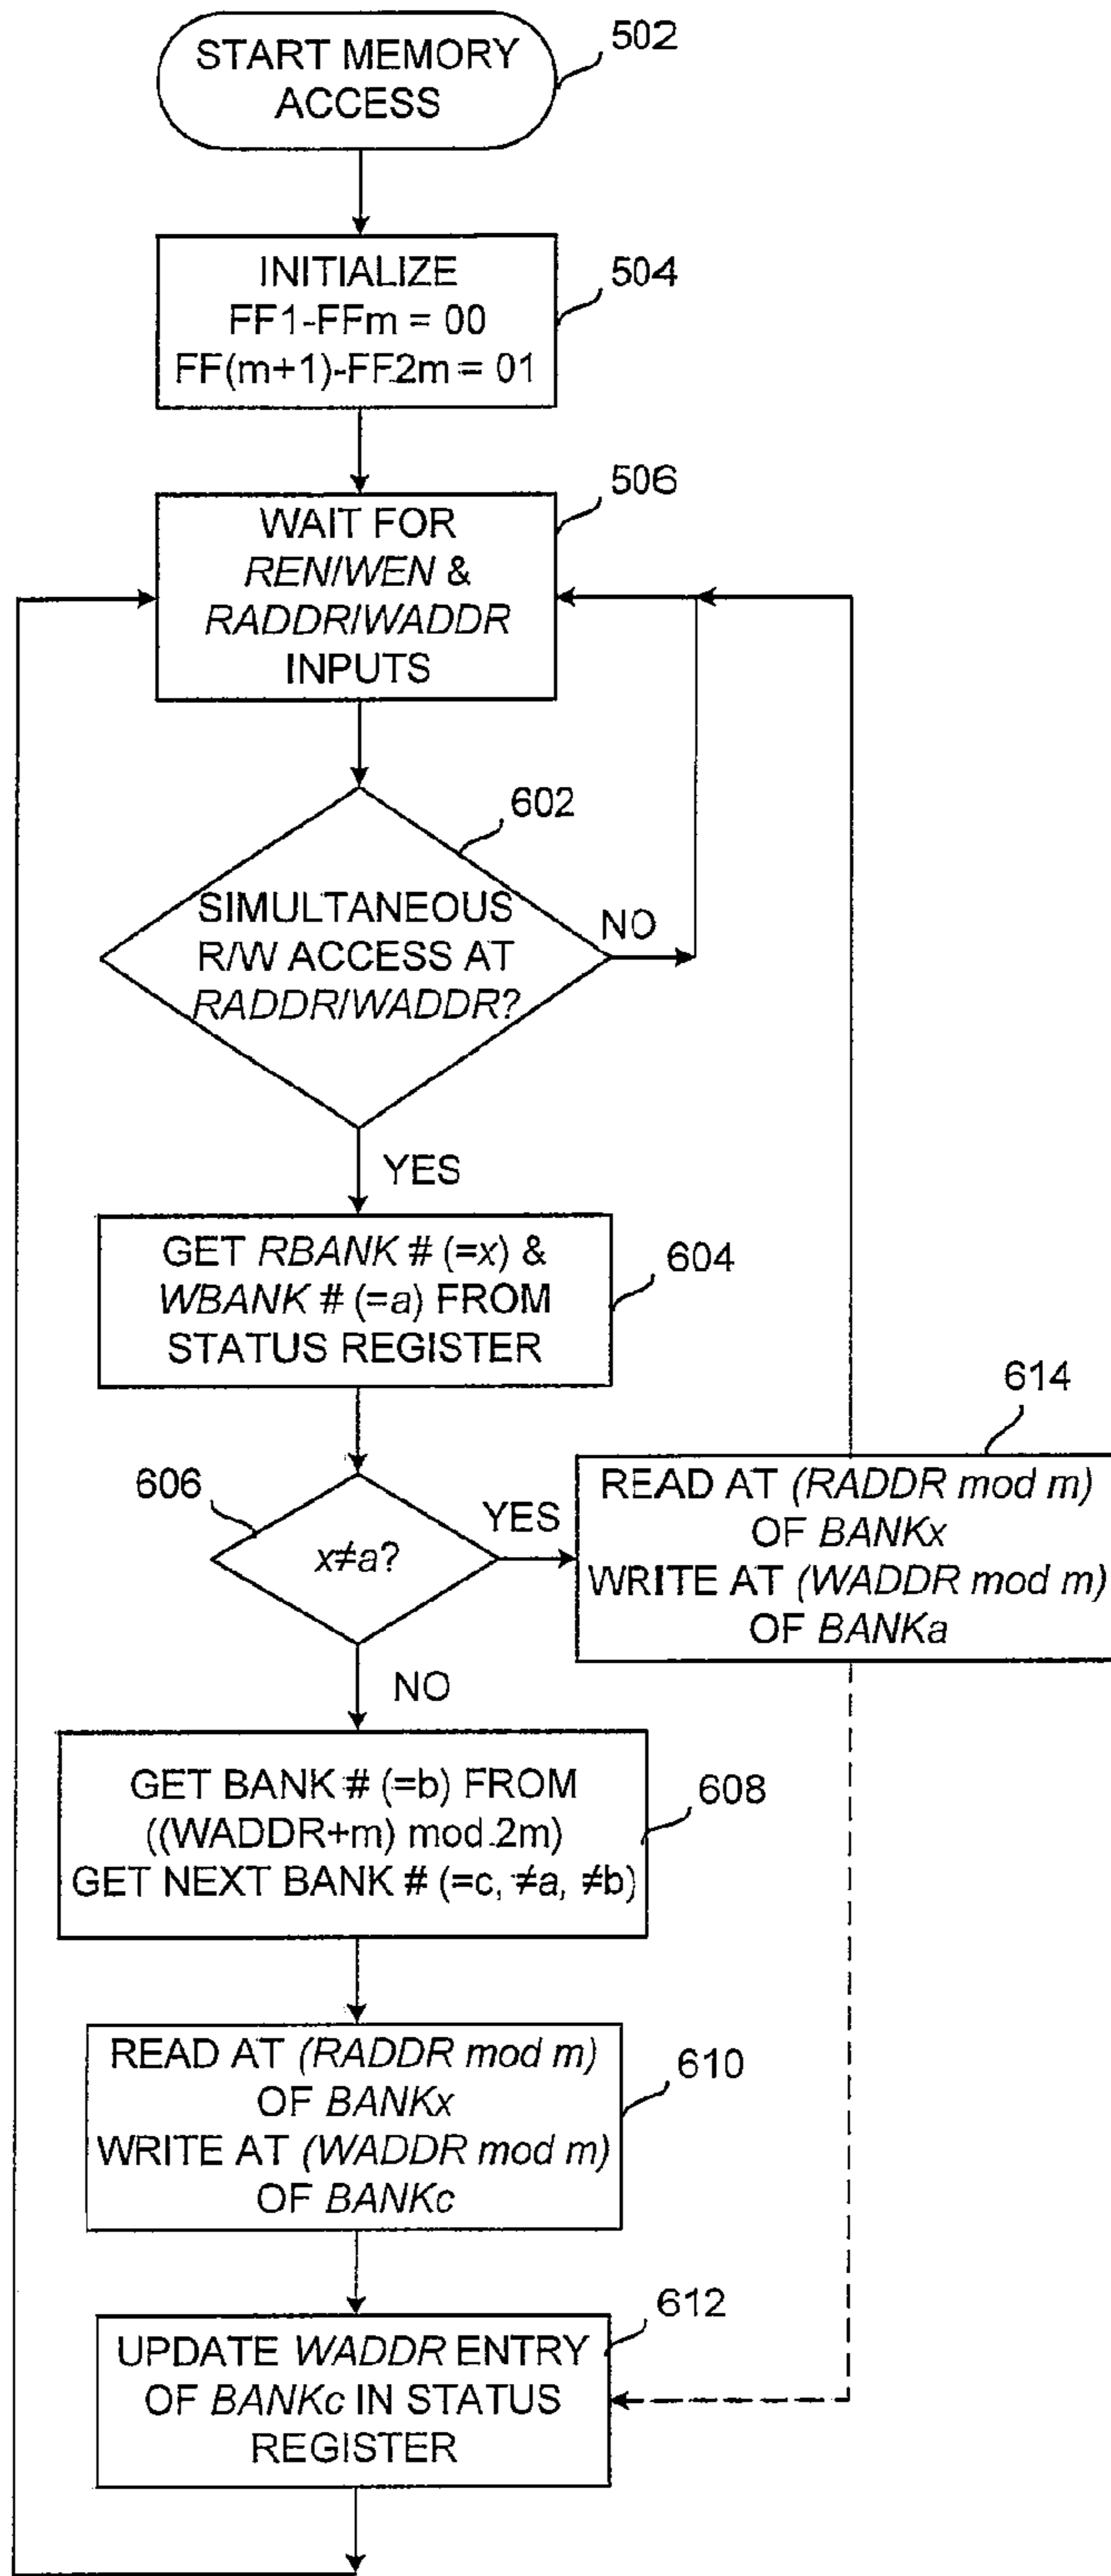 START MEMORY
ACCESS
502
INITIALIZE
FF1-FFm = 00
FF(m+1)-FF2m = 01
504
WAIT FOR
REN/WEN &
RADDR/WADDR
INPUTS
506
602
SIMULTANEOUS
R/W ACCESS AT
RADDR/WADDR?
NO
YES
GET RBANK # (=x) &
WBANK # (=a) FROM
STATUS REGISTER
604
606
x≠a?
YES
NO
614
READ AT (RADDR mod m)
OF BANKx
WRITE AT (WADDR mod m)
OF BANKa
GET BANK # (=b) FROM
((WADDR+m) mod 2m)
GET NEXT BANK # (=c, ≠a, ≠b)
608
READ AT (RADDR mod m)
OF BANKx
WRITE AT (WADDR mod m)
OF BANKc
610
612
UPDATE WADDR ENTRY
OF BANKc IN STATUS
REGISTER